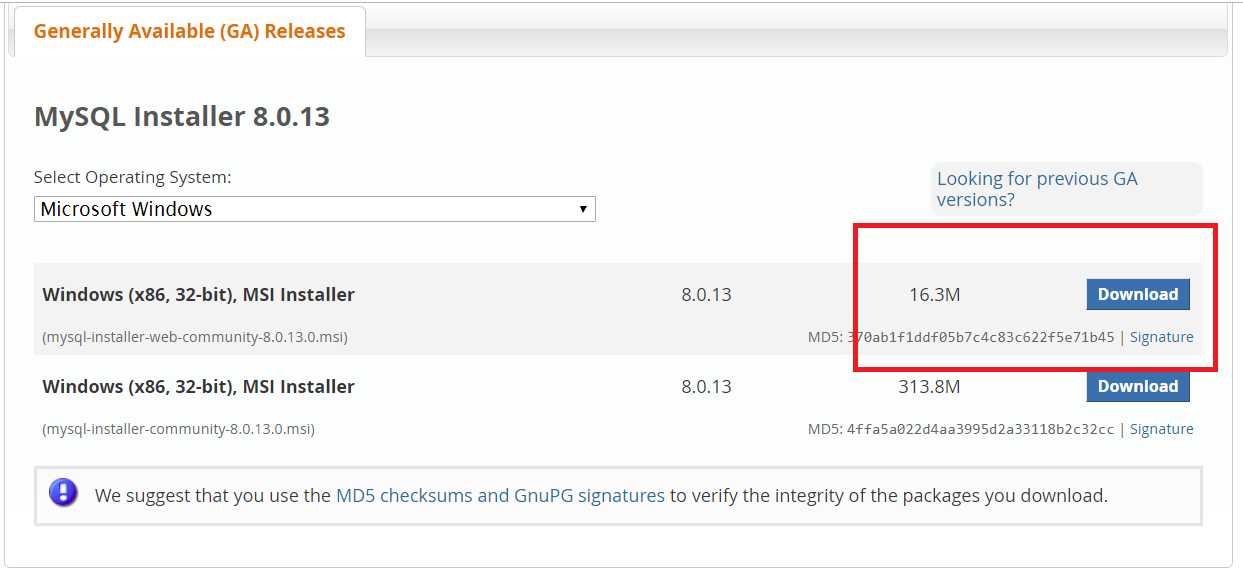 Generally Available (GA) Releases
MySQL Installer 8.0.13
Select Operating System:
Looking for previous GA
versions?
Microsoft Windows
Windows (x86, 32-bit), MSI Installer 8.0.13 16.3M Download
(mysql-installer-web-community-8.0.13.0.msi) MD5: 370ab1f1ddf05b7c4c83c622f5e71b45 | Signature
Windows (x86, 32-bit), MSI Installer 8.0.13 313.8M Download
(mysql-installer-community-8.0.13.0.msi) MD5: 4ffa5a022d4aa3995d2a33118b2c32cc | Signature
We suggest that you use the MD5 checksums and GnuPG signatures to verify the integrity of the packages you download.